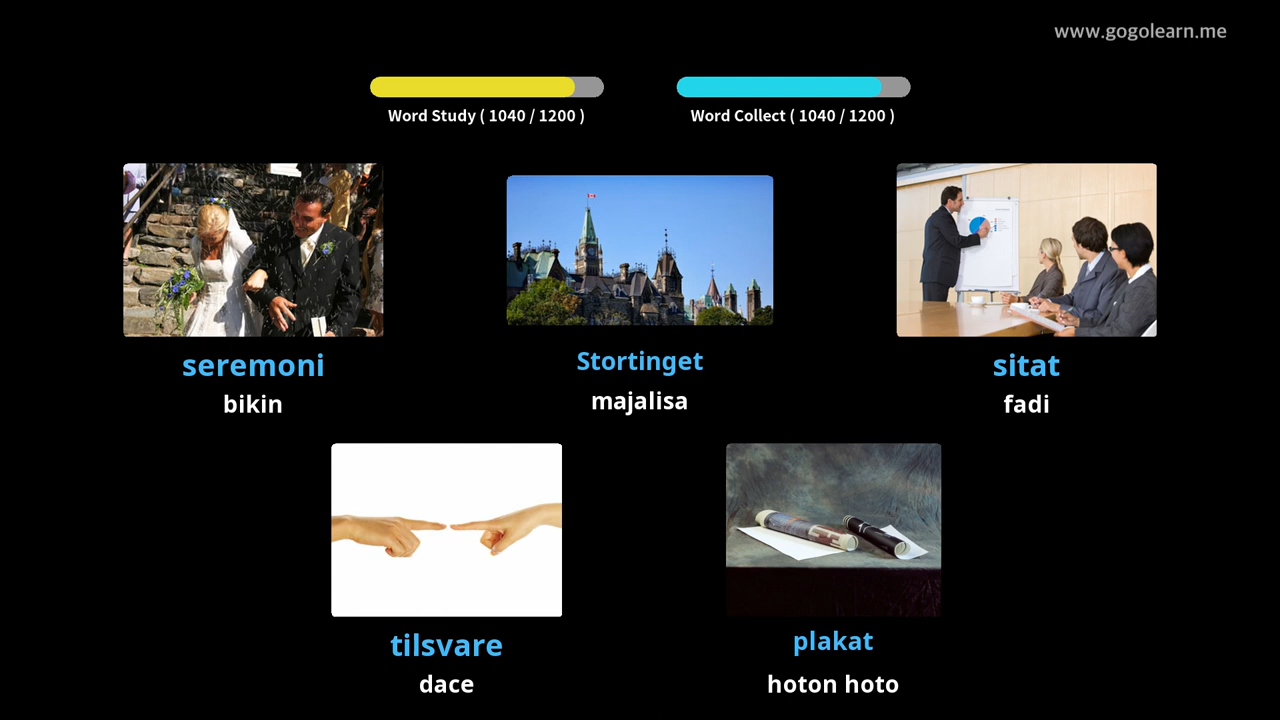 www.gogolearn.me
Word Study ( 1040 / 1200 )
Word Collect ( 1040 / 1200 )
seremoni
bikin
Stortinget
majalisa
sitat
fadi
tilsvare
dace
plakat
hoton hoto